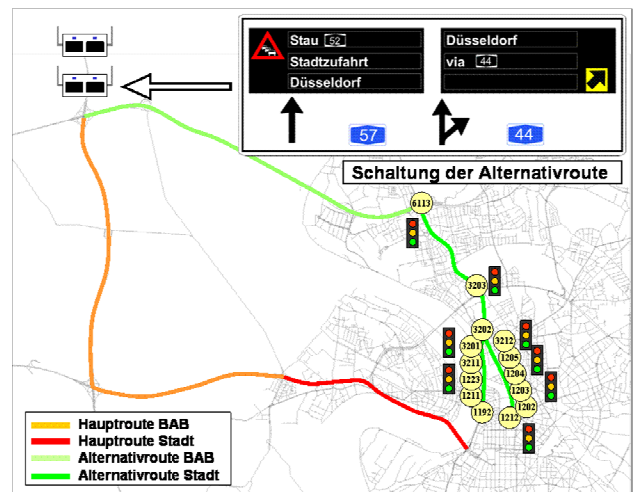 Stau 52
Stadtzufahrt
Düsseldorf
Düsseldorf
via 44
57
44
Schaltung der Alternativroute
6113
3203
3202
3201
3212
3211
1205
1223
1204
1211
1203
1192
1202
1212
Hauptroute BAB
Hauptroute Stadt
Alternativroute BAB
Alternativroute Stadt